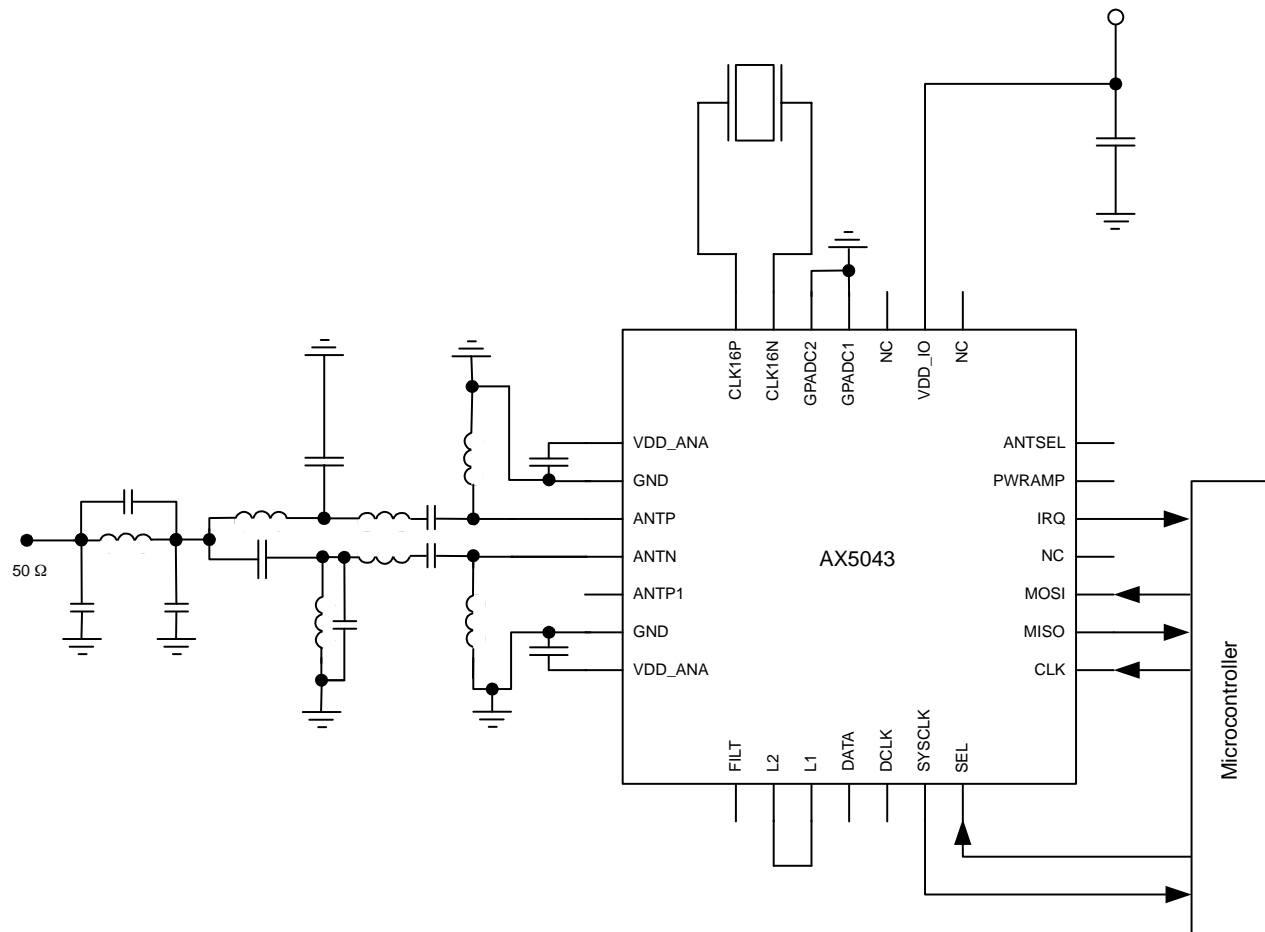 CLK16P
CLK16N
GPADC2
GPADC1
NC
VDD_IO
NC
VDD_ANA
GND
ANTP
ANTN
ANTP1
GND
VDD_ANA
50 Ω
AX5043
ANTSEL
PWRAMP
IRQ
NC
MOSI
MISO
CLK
FILT
L2
L1
DATA
DCLK
SYSCLK
SEL
Microcontroller